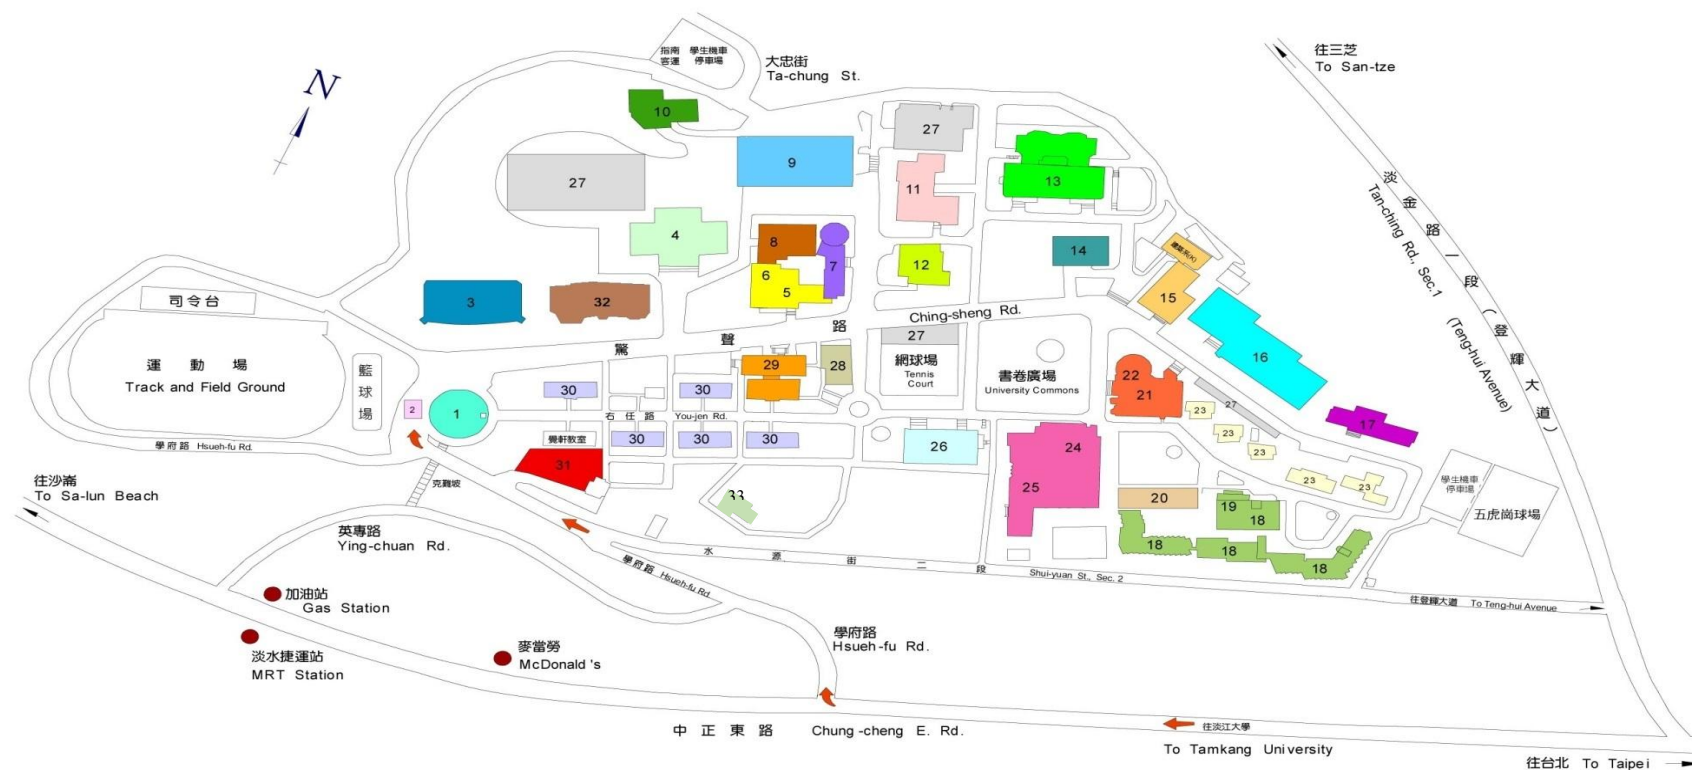 指南 學生機車
客運 停車場
大忠街
Ta-chung St.
往三芝
To San-tze
N
10
27
9
27
11
13
淡金路一段(登輝大道)
Tan-ching Rd., Sec.1 (Teng-hui Avenue)
4
8
7
6
5
12
14
建築系(K)
15
司令台
3
32
Ching-sheng Rd.
驚聲路
27
16
運動場
Track and Field Ground
籃球場
29
28
網球場
Tennis
Court
書卷廣場
University Commons
22
21
30
30
2
1
右任路 You-jen Rd.
27
23
23
23
23
23
17
覺軒教室
30
30
30
26
24
25
學府路 Hsueh-fu Rd.
31
克難坡
33
20
19
18
18
18
18
學生機車
停車場
五虎崗球場
往沙崙
To Sa-lun Beach
英專路
Ying-chuan Rd.
水源街二段
Shui-yuan St., Sec. 2
學府路 Hsueh-fu Rd.
往登輝大道 To Teng-hui Avenue
加油站
Gas Station
學府路
Hsueh-fu Rd.
淡水捷運站
MRT Station
麥當勞
McDonald's
中正東路 Chung-cheng E. Rd.
往淡江大學
To Tamkang University
往台北 To Taipei